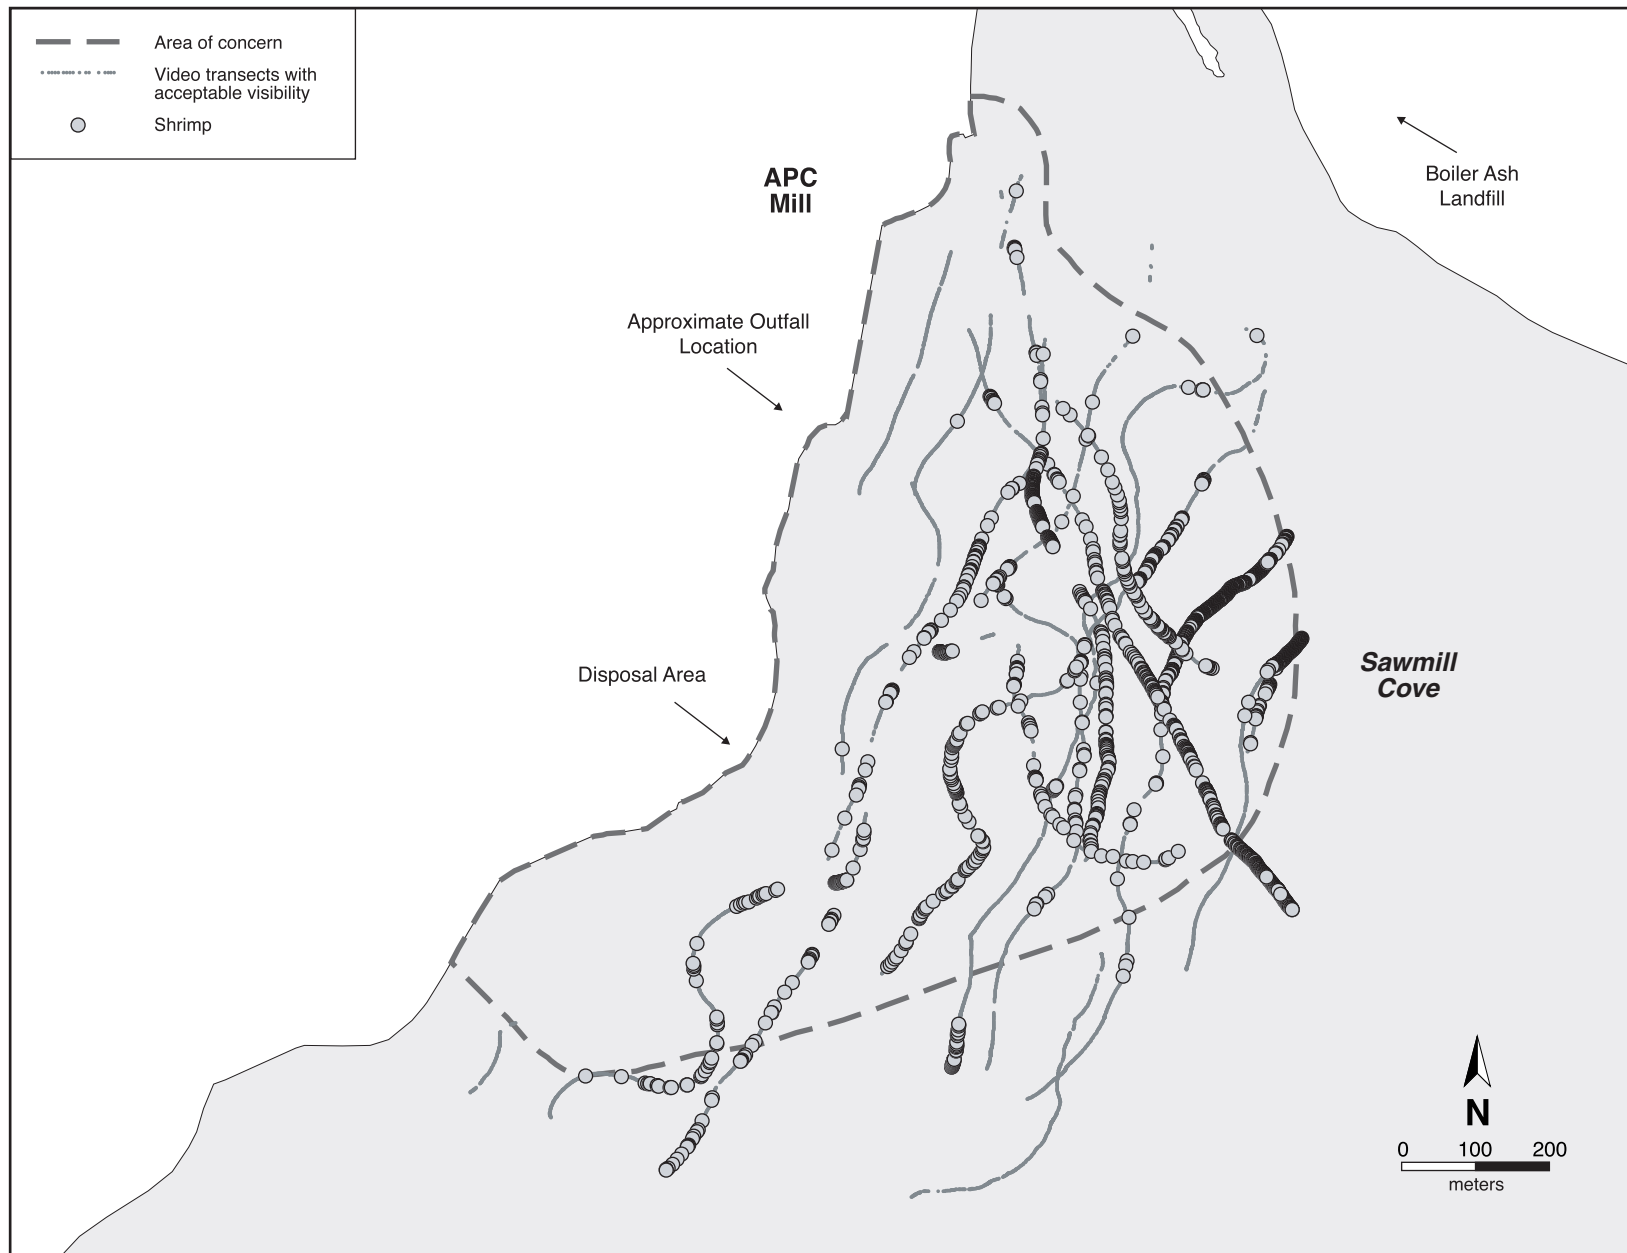 Area of concern
Video transects with
acceptable visibility
Shrimp
APC
Mill
Boiler Ash
Landfill
Approximate Outfall
Location
Disposal Area
Sawmill
Cove
N
0 100 200
meters